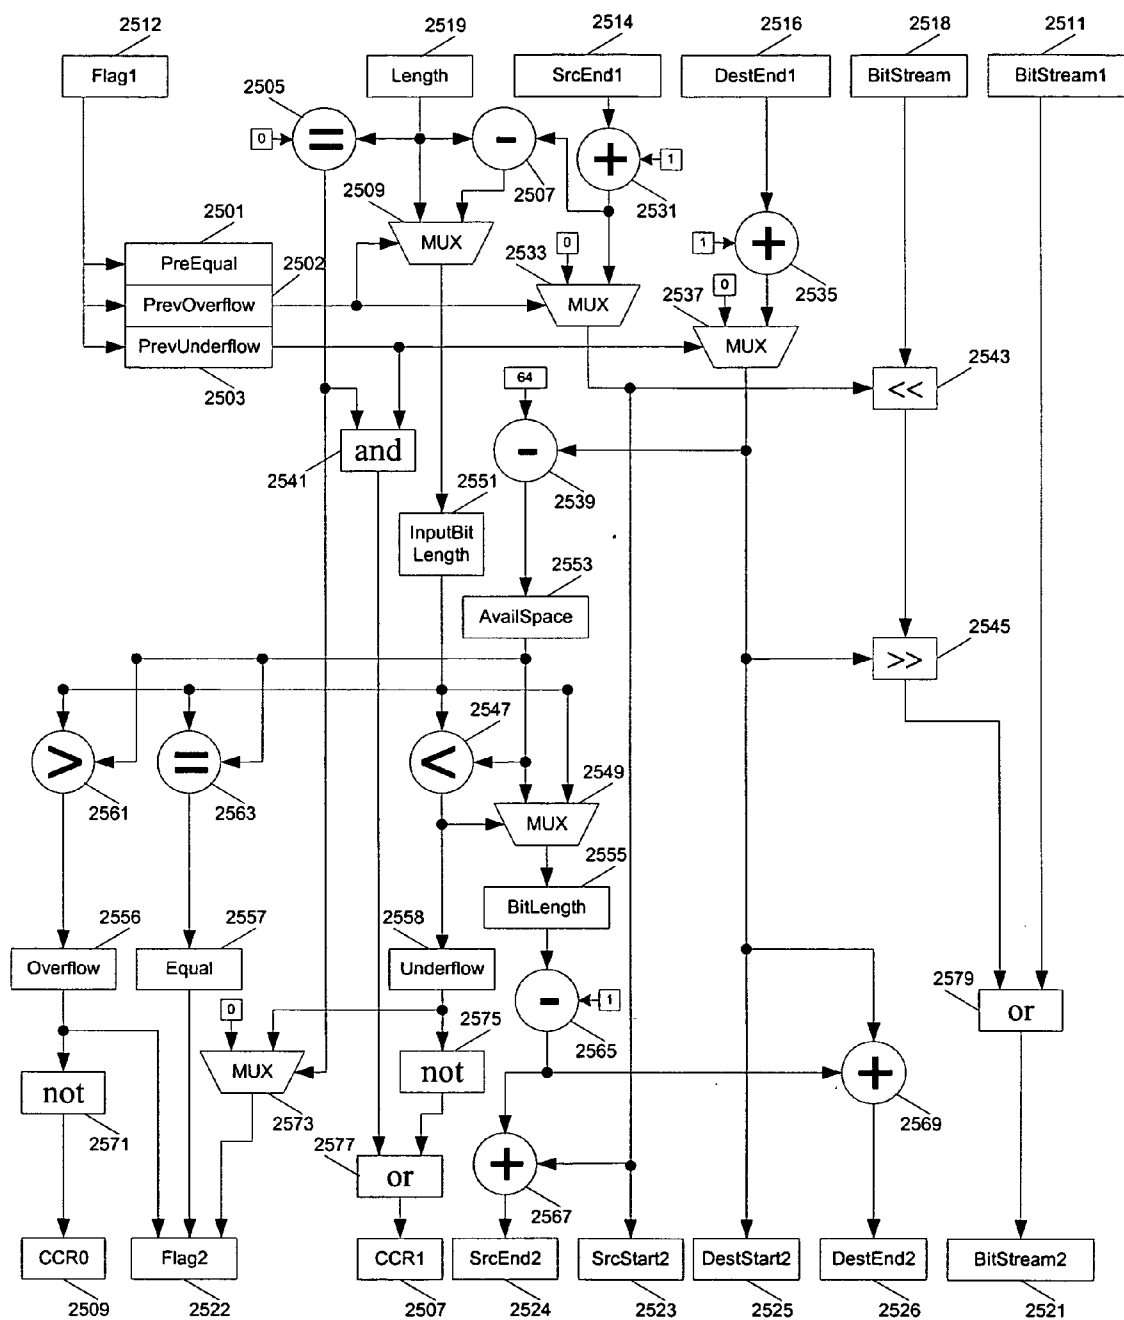 2512
2519
2514
2516
2518
2511
Flag1
Length
SrcEnd1
DestEnd1
BitStream
BitStream1
2505
0
=
-
+
1
2507
2531
2509
MUX
2501
2502
PreEqual
PrevOverflow
PrevUnderflow
2503
2533
0
MUX
1
+
2535
2537
0
MUX
2543
<<
64
-
2539
and
2541
2551
InputBit
Length
2553
AvailSpace
2545
>>
>
2561
=
2563
2547
<
2549
MUX
2555
BitLength
2556
Overflow
2557
Equal
2558
Underflow
-
1
2565
2579
or
0
MUX
2573
2575
not
not
2571
+
2569
2577
or
+
2567
CCR0
Flag2
CCR1
SrcEnd2
SrcStart2
DestStart2
DestEnd2
BitStream2
2509
2522
2507
2524
2523
2525
2526
2521